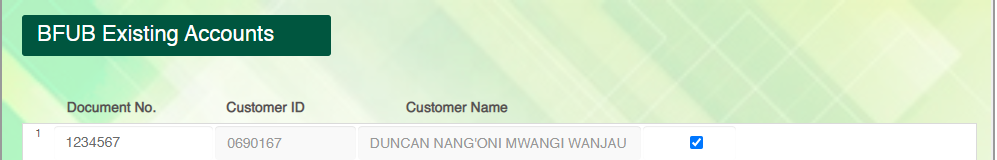 BFUB Existing Accounts
Document No. Customer ID Customer Name
1 1234567 0690167 DUNCAN NANG'ONI MWANGI WANJAU